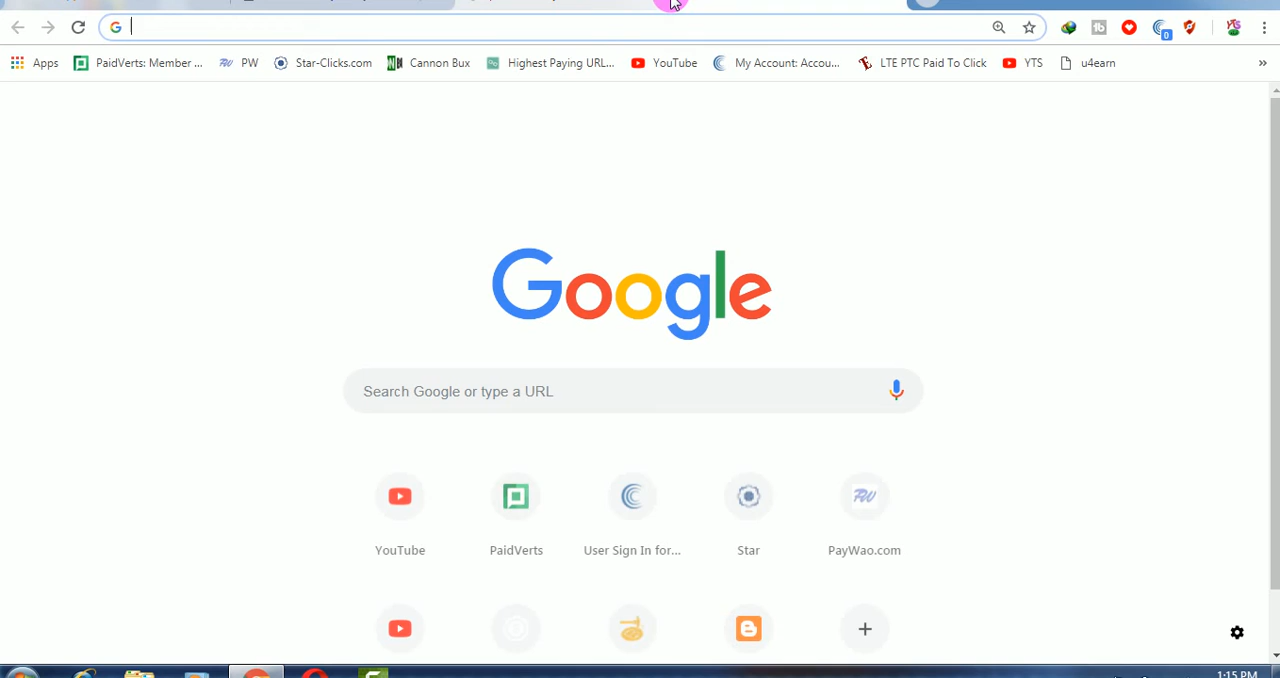 Apps PaidVerts: Member ... PW Star-Clicks.com Cannon Bux Highest Paying URL... YouTube My Account: Accou... LTE PTC Paid To Click YTS u4earn »
Google
Search Google or type a URL
YouTube PaidVerts User Sign In for... Star PayWao.com
1:15 PM